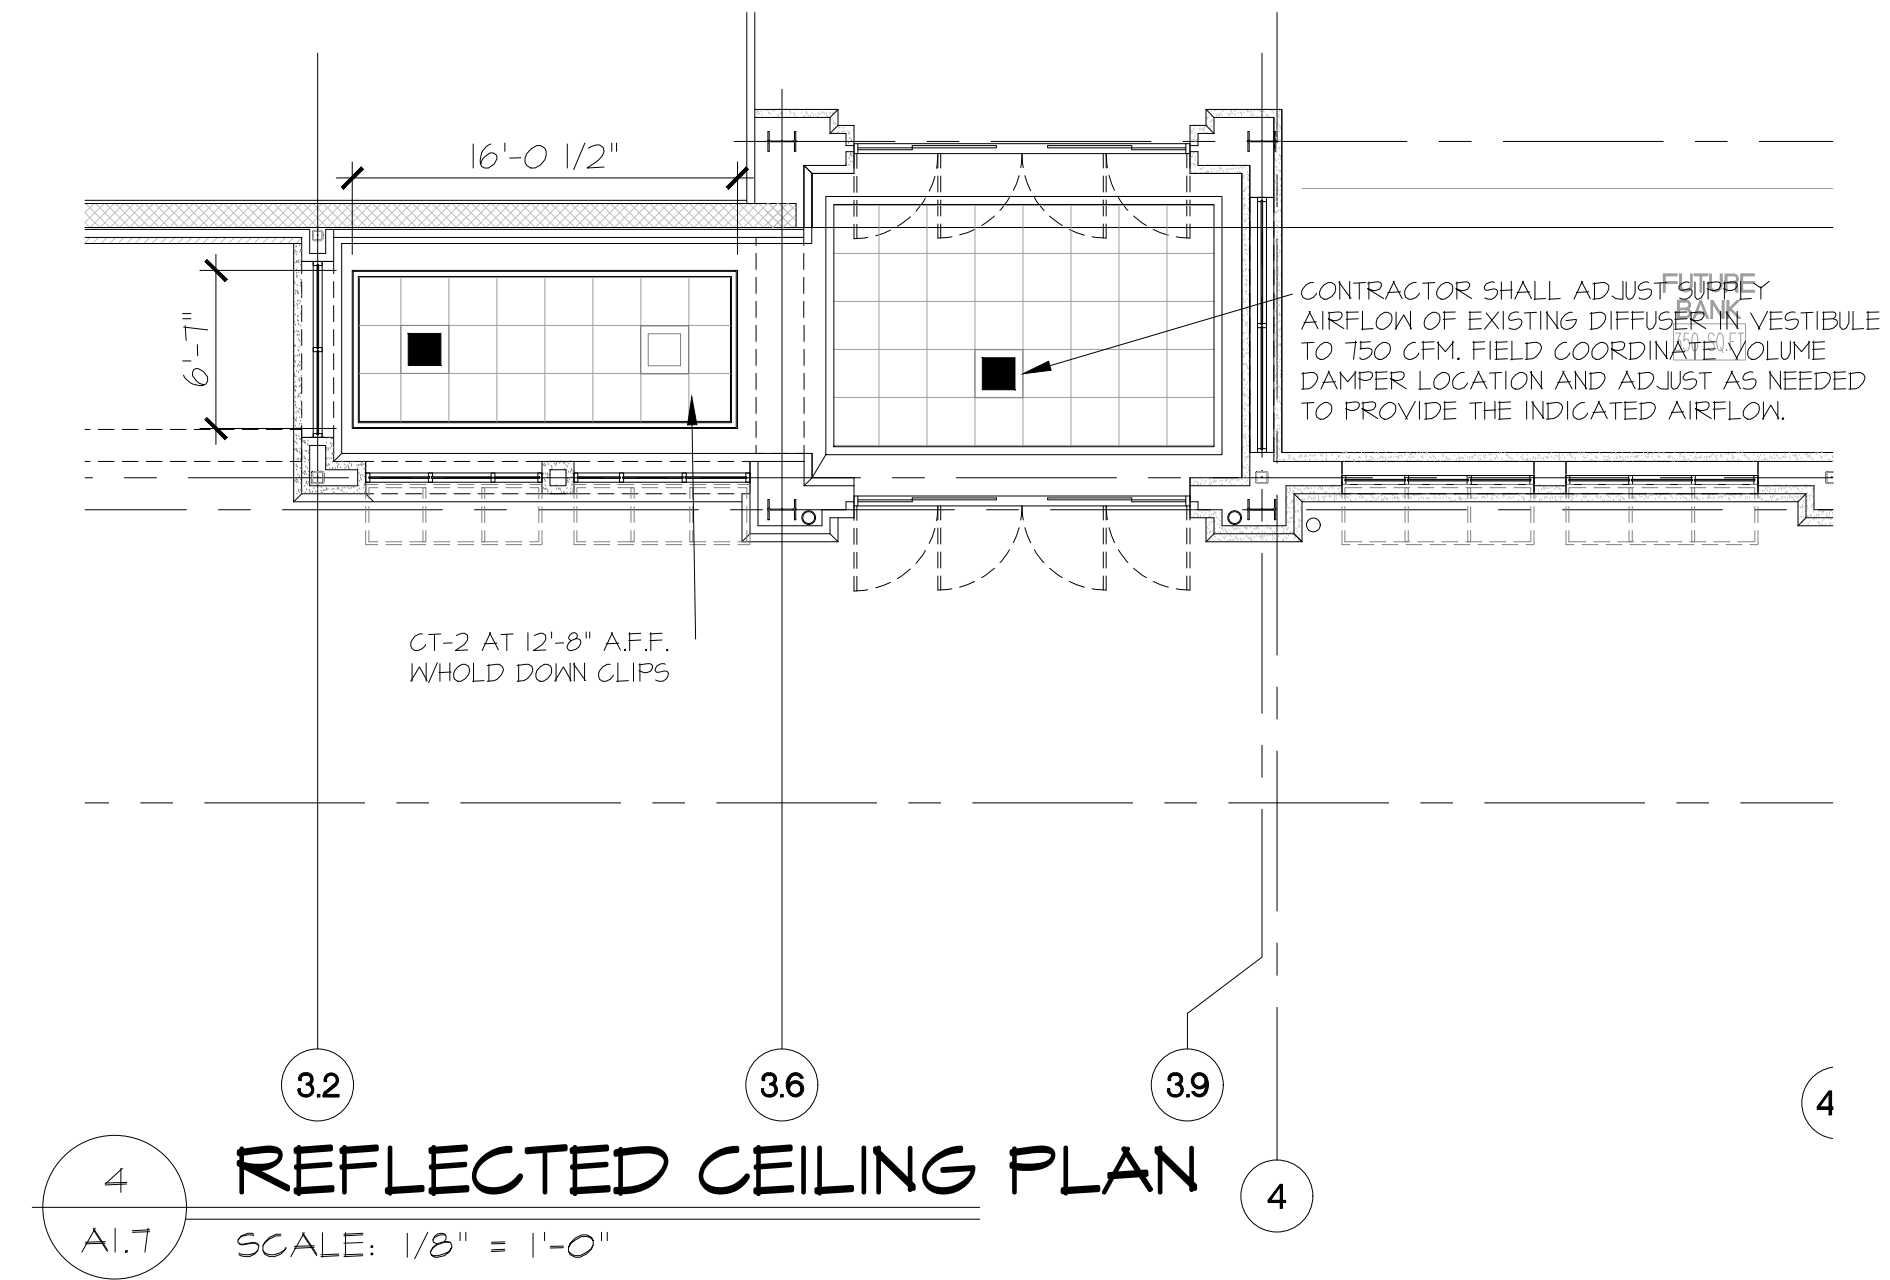 16'-0 1/2"
6'-7"
CONTRACTOR SHALL ADJUST SUPPLY
AIRFLOW OF EXISTING DIFFUSER IN VESTIBULE
TO 750 CFM. FIELD COORDINATE VOLUME
DAMPER LOCATION AND ADJUST AS NEEDED
TO PROVIDE THE INDICATED AIRFLOW.
FUTURE
BANK
750 SQ.FT
CT-2 AT 12'-8" A.F.F.
W/HOLD DOWN CLIPS
3.2
3.6
3.9
4
4
4
A1.7
REFLECTED CEILING PLAN
SCALE: 1/8" = 1'-0"